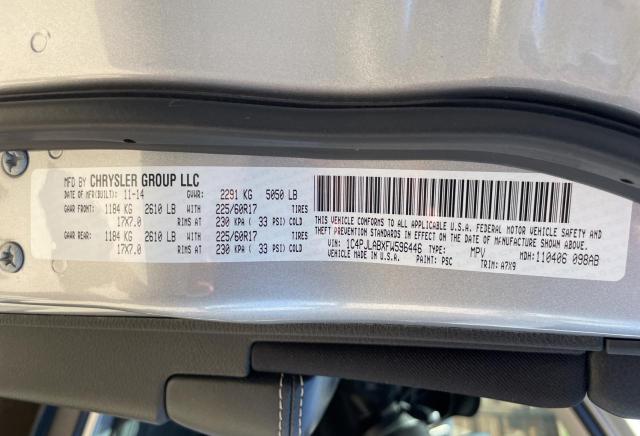 MFD BY CHRYSLER GROUP LLC
DATE OF MFR(BUILT): 11-14 GVWR: 2291 KG 5050 LB
GAWR FRONT: 1184 KG 2610 LB WITH 225/60R17 TIRES
17X7.0 RIMS AT 230 KPA ( 33 PSI) COLD
GAWR REAR: 1184 KG 2610 LB WITH 225/60R17 TIRES
17X7.0 RIMS AT 230 KPA ( 33 PSI) COLD
THIS VEHICLE CONFORMS TO ALL APPLICABLE U.S.A. FEDERAL MOTOR VEHICLE SAFETY AND
THEFT PREVENTION STANDARDS IN EFFECT ON THE DATE OF MANUFACTURE SHOWN ABOVE.
VIN: 1C4PJLABXFW596446 TYPE: MPV MDH: 110406 098AB
VEHICLE MADE IN U.S.A. PAINT: PSC TRIM: A7X9